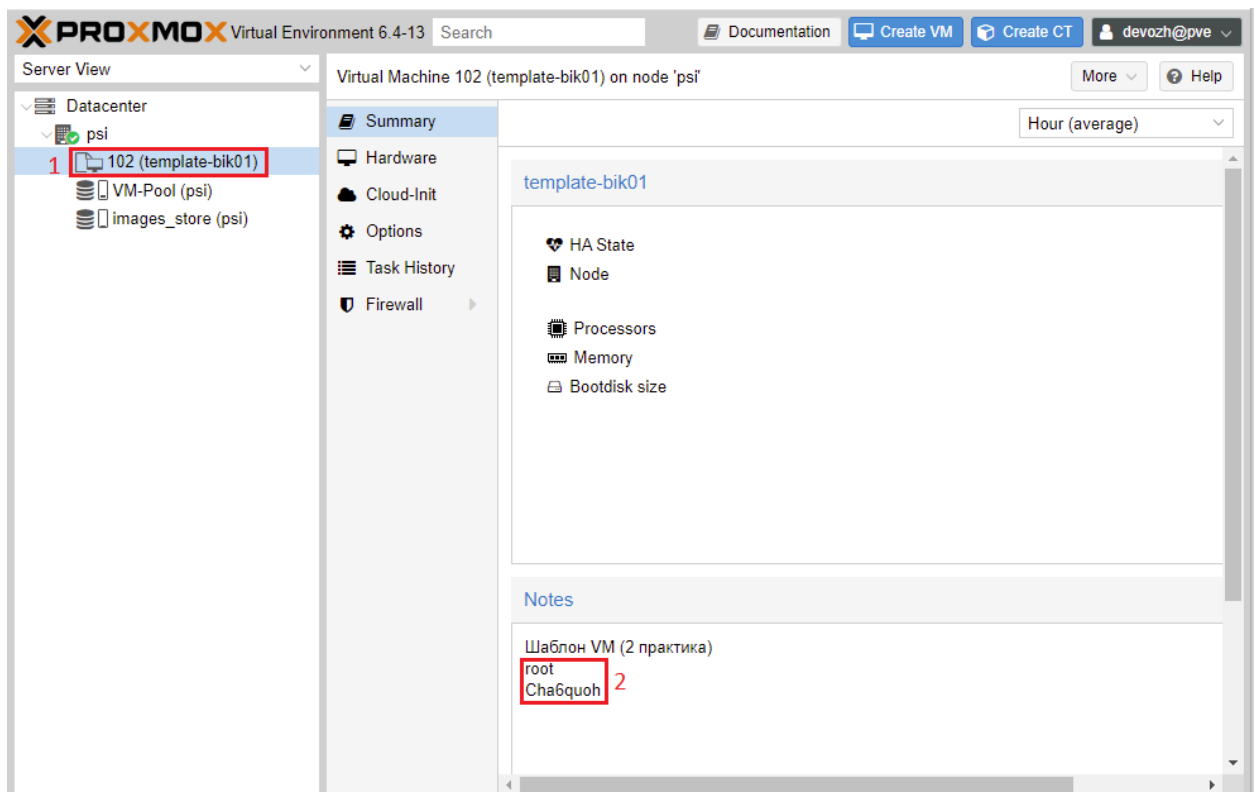 PROXMOX Virtual Environment 6.4-13 Search Documentation Create VM Create CT devozh@pve
Server View
Virtual Machine 102 (template-bik01) on node 'psi' More Help
Datacenter
psi
1 102 (template-bik01)
VM-Pool (psi)
images_store (psi)
Summary
Hardware
Cloud-Init
Options
Task History
Firewall
Hour (average)
template-bik01
HA State
Node
Processors
Memory
Bootdisk size
Notes
Шаблон VM (2 практика)
root
Cha6quoh 2